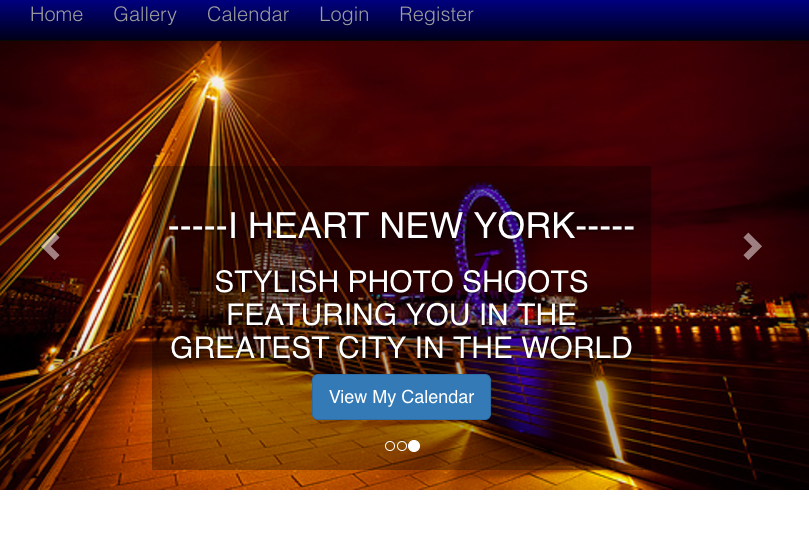 Home Gallery Calendar Login Register
-----I HEART NEW YORK-----
STYLISH PHOTO SHOOTS
FEATURING YOU IN THE
GREATEST CITY IN THE WORLD
View My Calendar